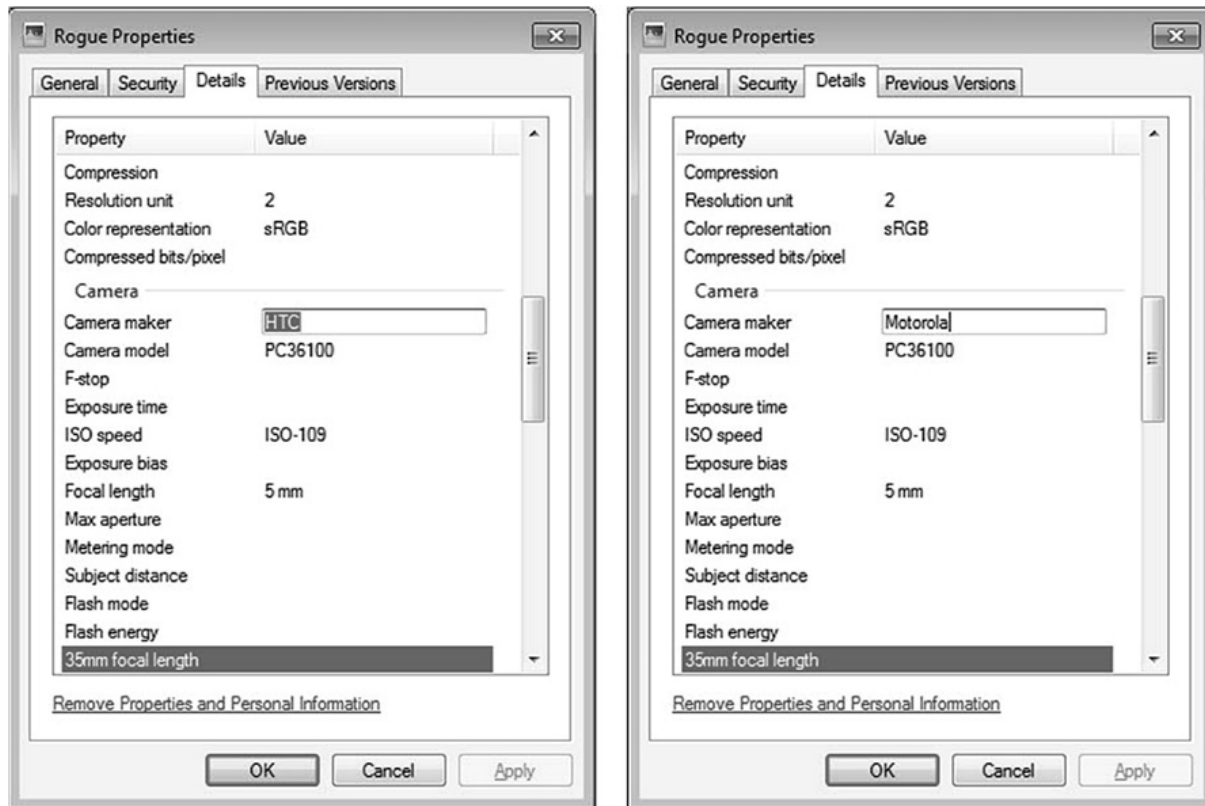 Rogue Properties
General Security Details Previous Versions
Property Value
Compression
Resolution unit 2
Color representation sRGB
Compressed bits/pixel
Camera
Camera maker HTC
Camera model PC36100
F-stop
Exposure time
ISO speed ISO-109
Exposure bias
Focal length 5 mm
Max aperture
Metering mode
Subject distance
Flash mode
Flash energy
35mm focal length
Remove Properties and Personal Information
OK Cancel Apply
Rogue Properties
General Security Details Previous Versions
Property Value
Compression
Resolution unit 2
Color representation sRGB
Compressed bits/pixel
Camera
Camera maker Motorola
Camera model PC36100
F-stop
Exposure time
ISO speed ISO-109
Exposure bias
Focal length 5 mm
Max aperture
Metering mode
Subject distance
Flash mode
Flash energy
35mm focal length
Remove Properties and Personal Information
OK Cancel Apply